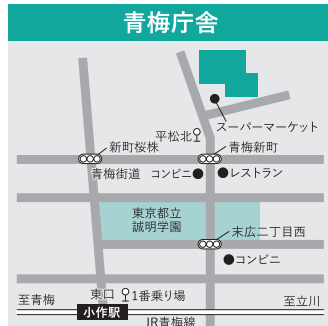 青梅庁舎
スーパーマーケット
平松北
新町桜株
青梅新町
青梅街道
コンビニ
レストラン
東京都立
誠明学園
末広二丁目西
コンビニ
東口
1番乗り場
至青梅
至立川
小作駅
JR青梅線